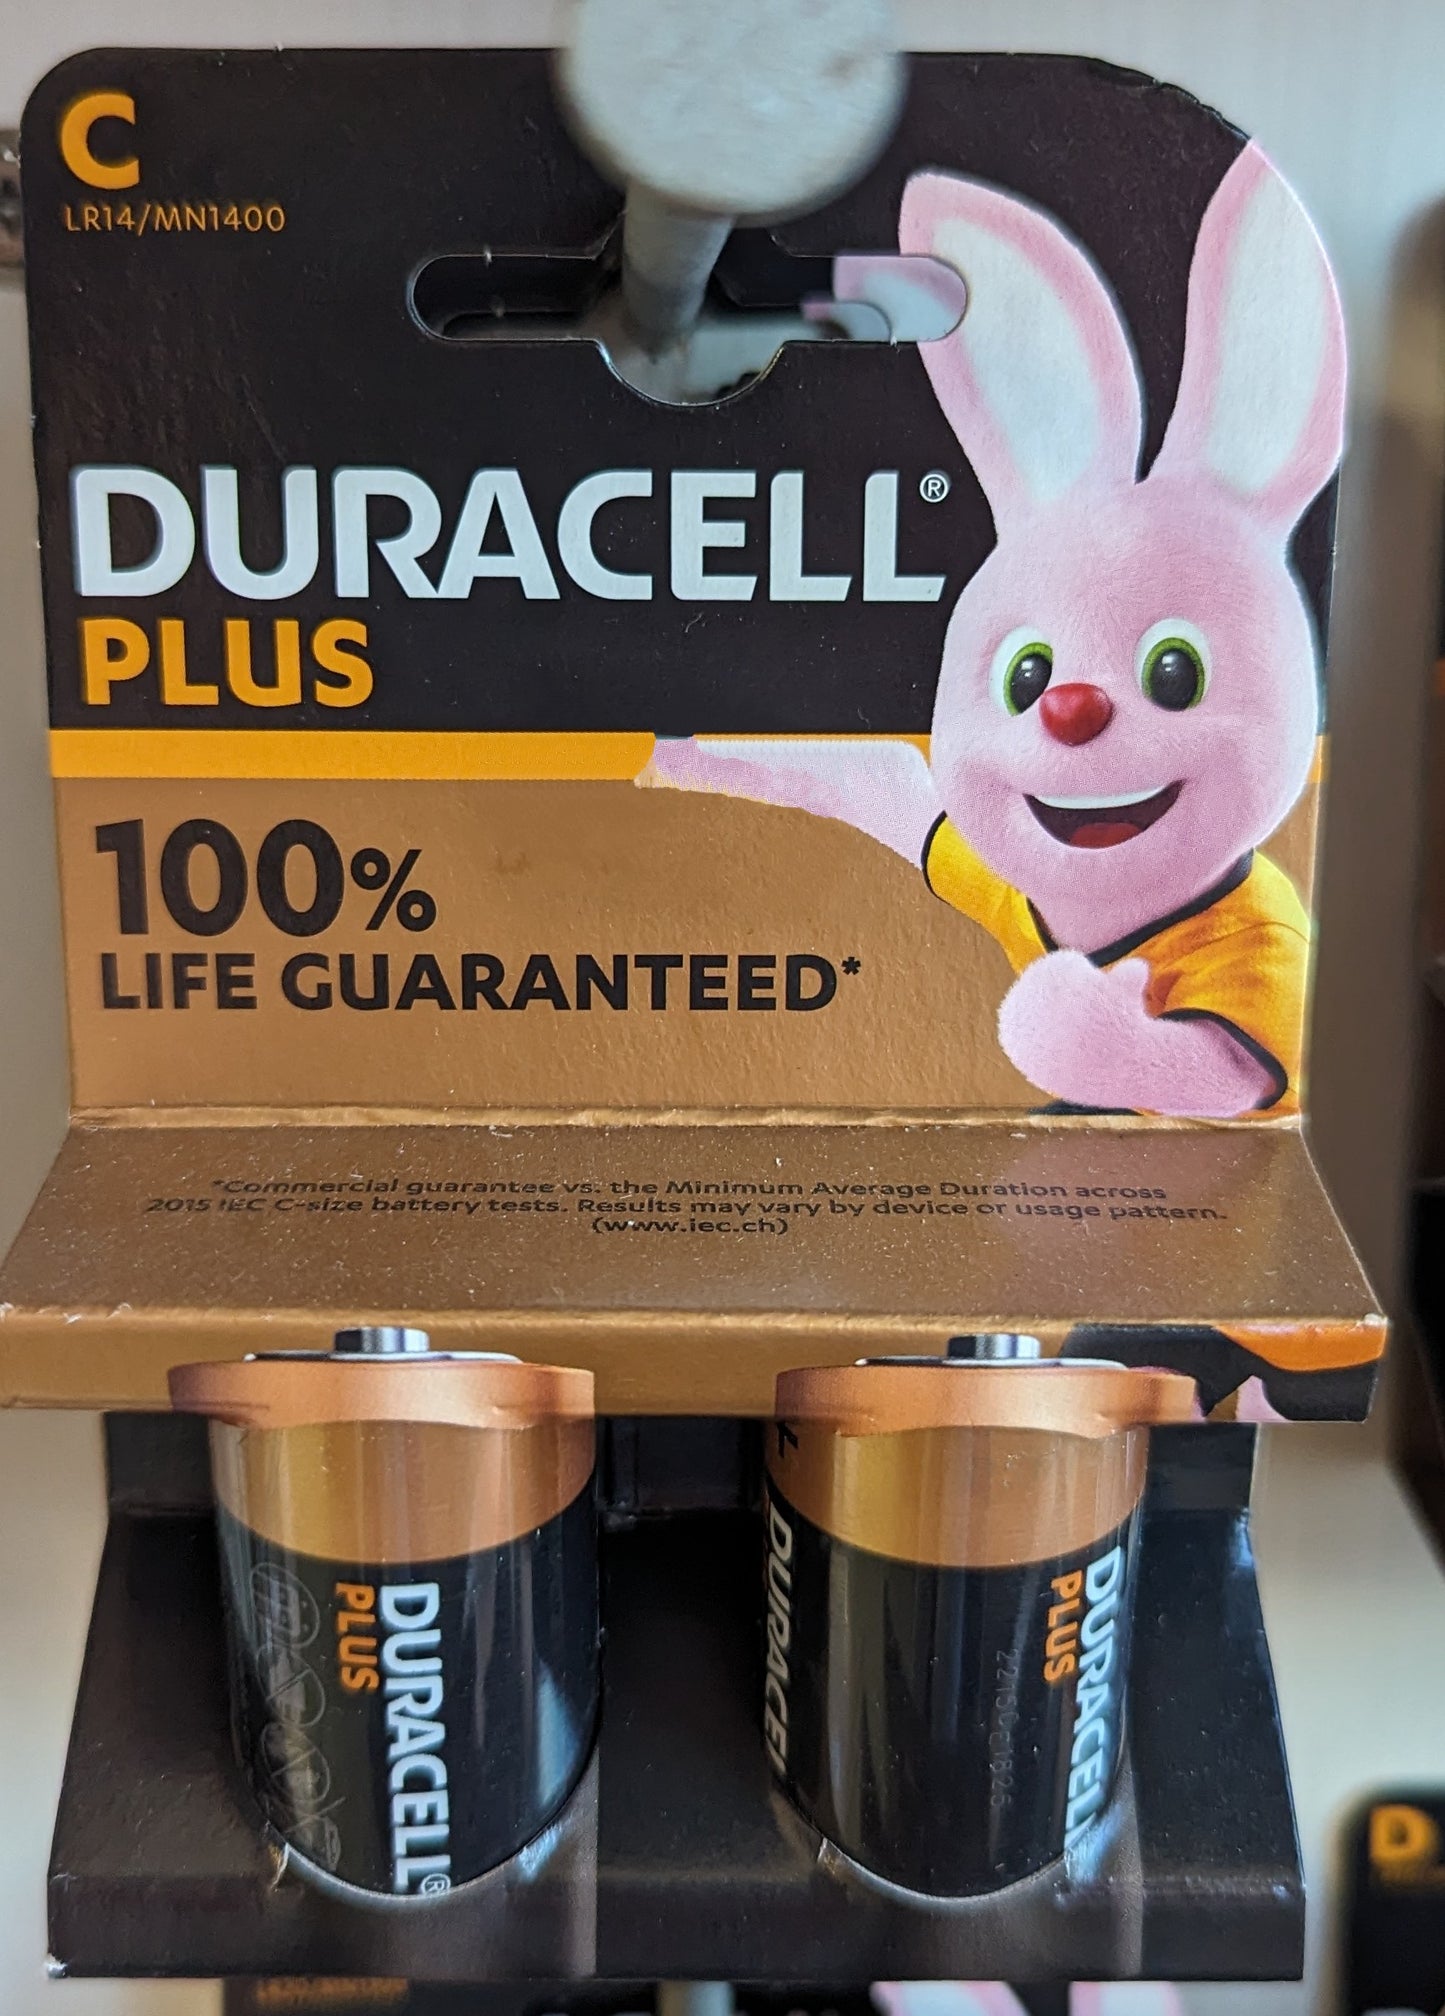 C
LR14/MN1400
DURACELL®
PLUS
100%
LIFE GUARANTEED*
*Commercial guarantee vs. the Minimum Average Duration across
2015 IEC C-size battery tests. Results may vary by device or usage pattern.
(www.iec.ch)
DURACELL®
PLUS
+
DURACELL
DURACELL
PLUS
D